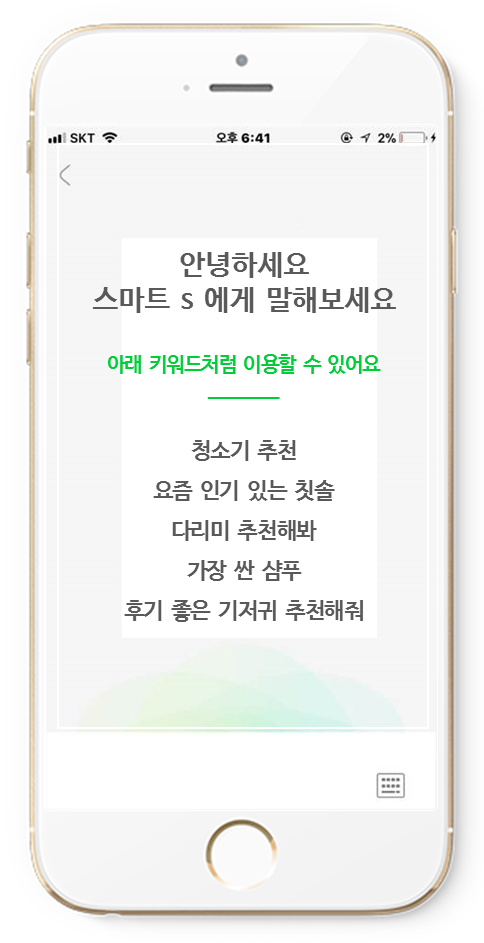 SKT 오후 6:41 2%
안녕하세요
스마트 s 에게 말해보세요
아래 키워드처럼 이용할 수 있어요
청소기 추천
요즘 인기 있는 칫솔
다리미 추천해봐
가장 싼 샴푸
후기 좋은 기저귀 추천해줘